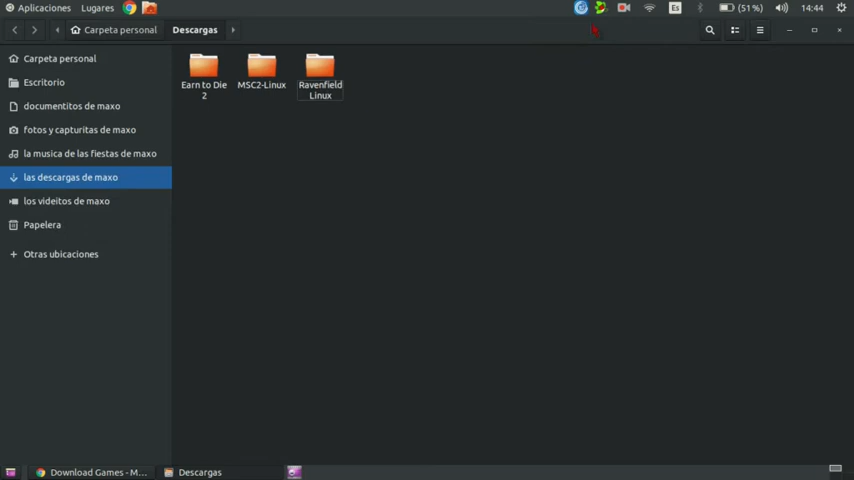 Aplicaciones Lugares Es (51 %) 14:44
Carpeta personal Descargas
Carpeta personal
Escritorio
documentitos de maxo
fotos y capturitas de maxo
la musica de las fiestas de maxo
las descargas de maxo
los videitos de maxo
Papelera
Otras ubicaciones
Earn to Die
2
MSC2-Linux
Ravenfield
Linux
Download Games - M... Descargas